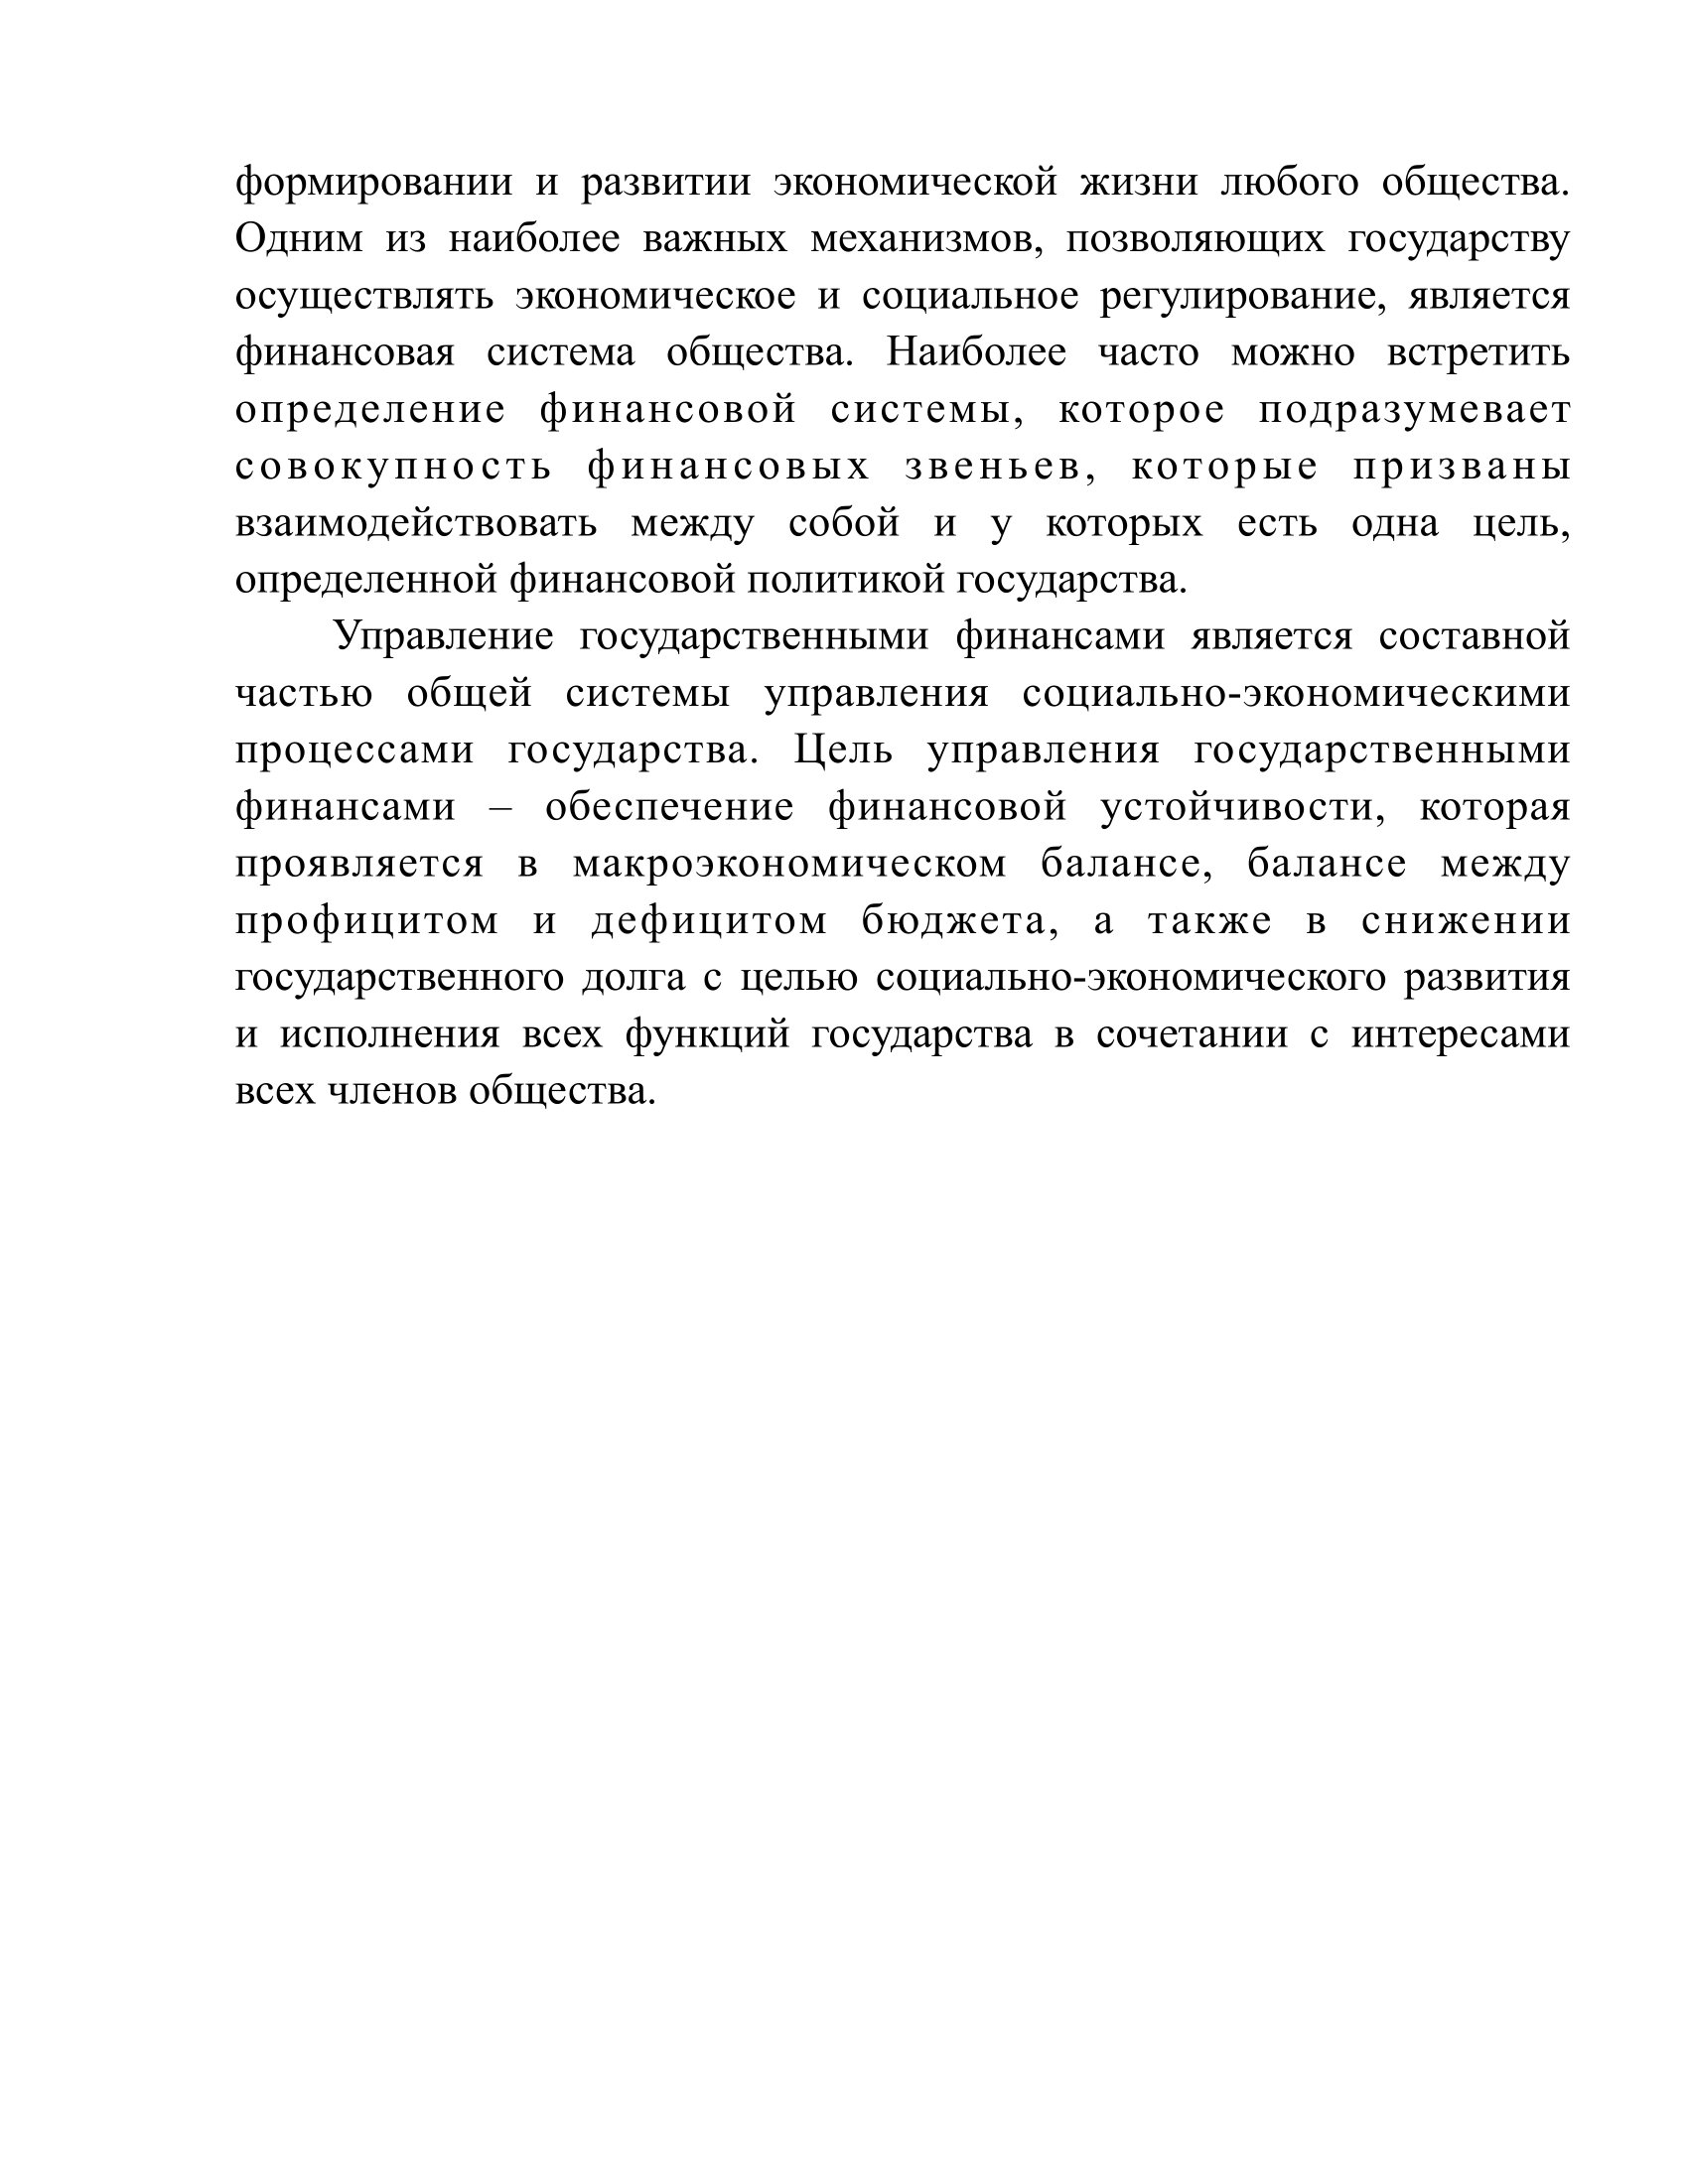 формировании и развитии экономической жизни любого общества.
Одним из наиболее важных механизмов, позволяющих государству
осуществлять экономическое и социальное регулирование, является
финансовая система общества. Наиболее часто можно встретить
определение финансовой системы, которое подразумевает
совокупность финансовых звеньев, которые призваны
взаимодействовать между собой и у которых есть одна цель,
определенной финансовой политикой государства.
Управление государственными финансами является составной
частью общей системы управления социально-экономическими
процессами государства. Цель управления государственными
финансами – обеспечение финансовой устойчивости, которая
проявляется в макроэкономическом балансе, балансе между
профицитом и дефицитом бюджета, а также в снижении
государственного долга с целью социально-экономического развития
и исполнения всех функций государства в сочетании с интересами
всех членов общества.